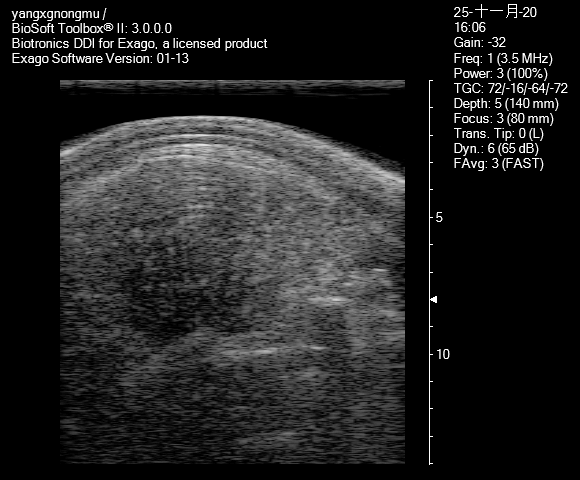 yangxgnongmu /
BioSoft Toolbox® II: 3.0.0.0
Biotronics DDI for Exago, a licensed product
Exago Software Version: 01-13
25-十一月-20
16:06
Gain: -32
Freq: 1 (3.5 MHz)
Power: 3 (100%)
TGC: 72/-16/-64/-72
Depth: 5 (140 mm)
Focus: 3 (80 mm)
Trans. Tip: 0 (L)
Dyn.: 6 (65 dB)
FAvg: 3 (FAST)
5
10